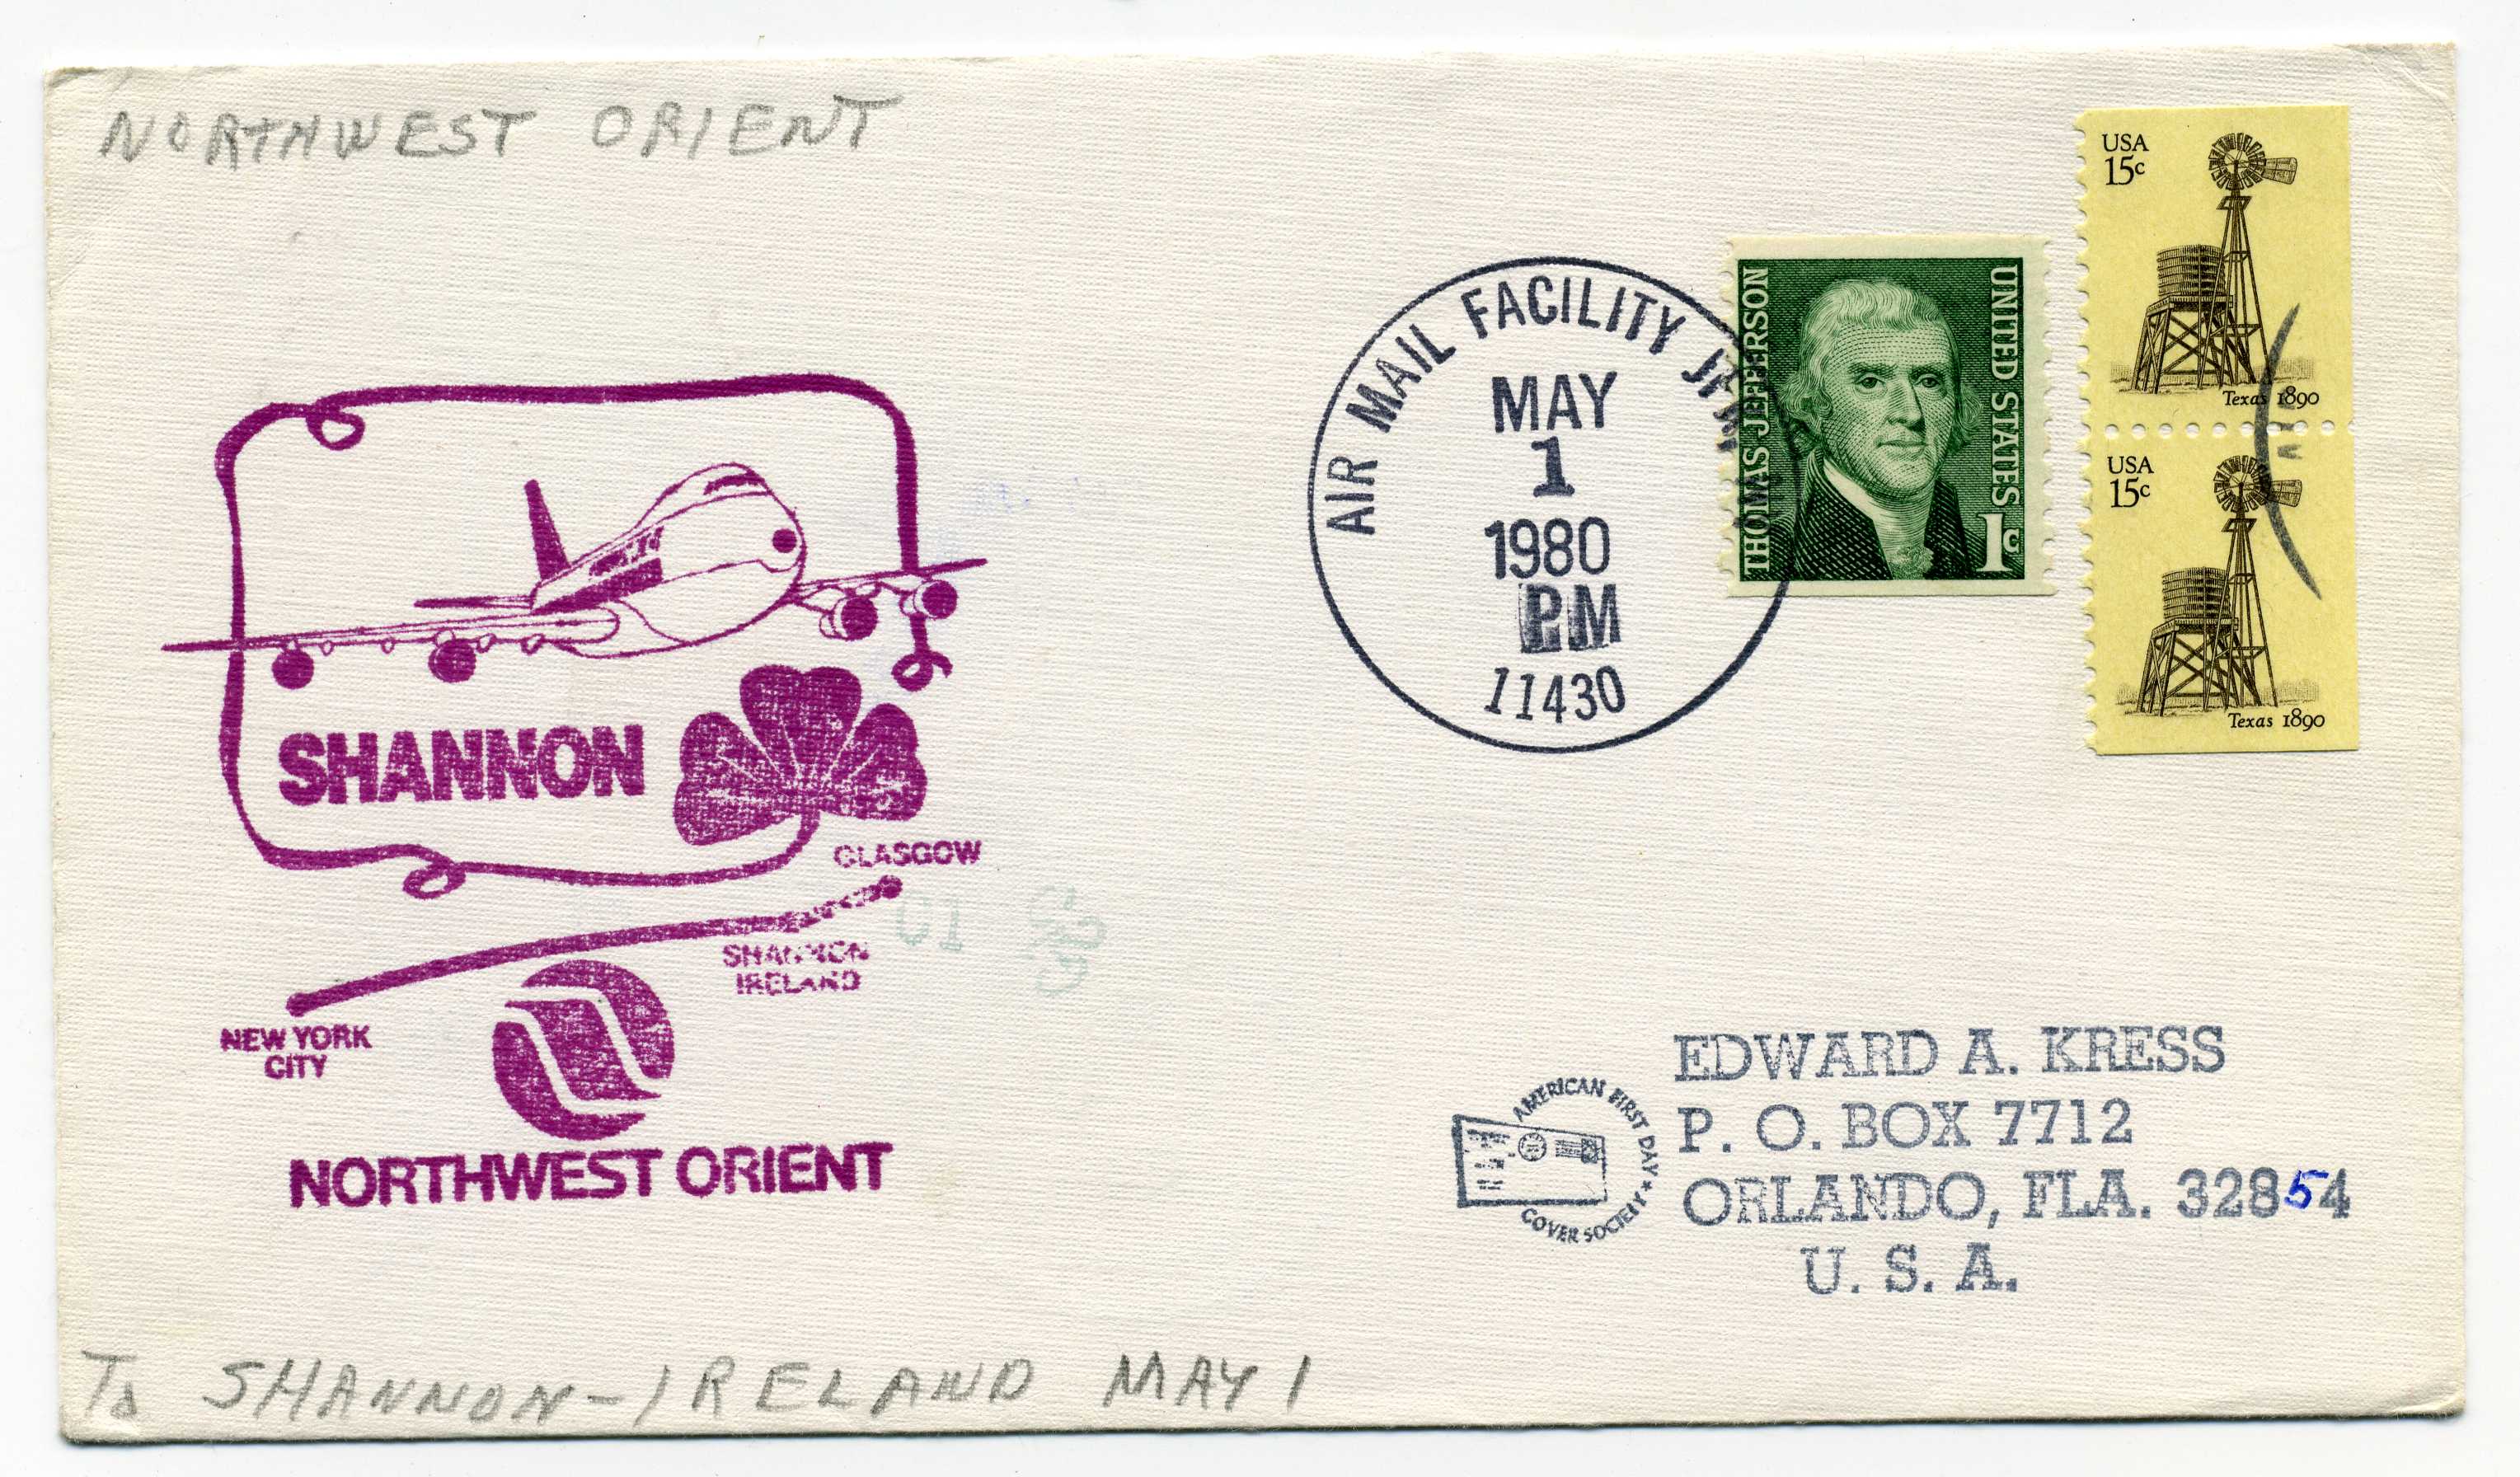 NORTHWEST ORIENT
USA
15c
Texas 1890
USA
15c
Texas 1890
THOMAS JEFFERSON
UNITED STATES
1c
AIR MAIL FACILITY JFK
MAY
1
1980
PM
11430
SHANNON
GLASGOW
SHANNON
IRELAND
NEW YORK
CITY
NORTHWEST ORIENT
01
AMERICAN FIRST DAY
COVER SOCIETY
EDWARD A. KRESS
P. O. BOX 7712
ORLANDO, FLA. 32854
U. S. A.
To SHANNON-IRELAND MAY 1